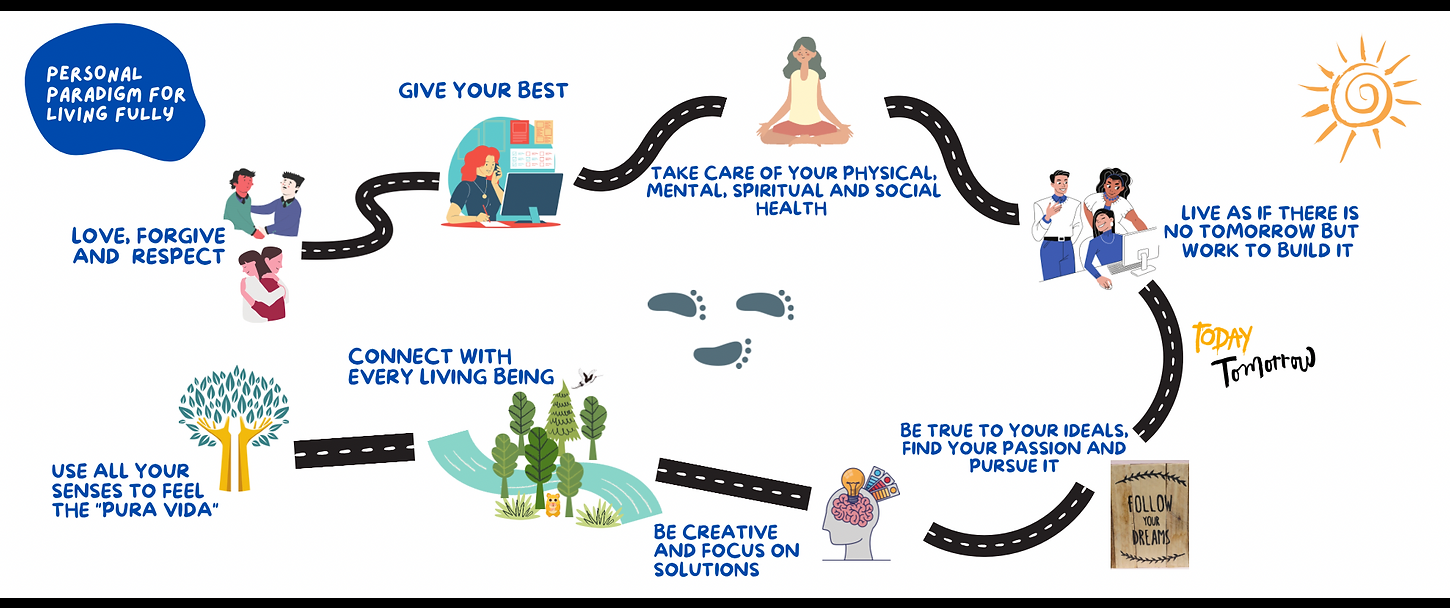 PERSONAL
PARADIGM FOR
LIVING FULLY
LOVE, FORGIVE
AND RESPECT
GIVE YOUR BEST
TAKE CARE OF YOUR PHYSICAL,
MENTAL, SPIRITUAL AND SOCIAL
HEALTH
LIVE AS IF THERE IS
NO TOMORROW BUT
WORK TO BUILD IT
TODAY
Tomorrow
BE TRUE TO YOUR IDEALS,
FIND YOUR PASSION AND
PURSUE IT
FOLLOW
YOUR
DREAMS
BE CREATIVE
AND FOCUS ON
SOLUTIONS
CONNECT WITH
EVERY LIVING BEING
USE ALL YOUR
SENSES TO FEEL
THE "PURA VIDA"